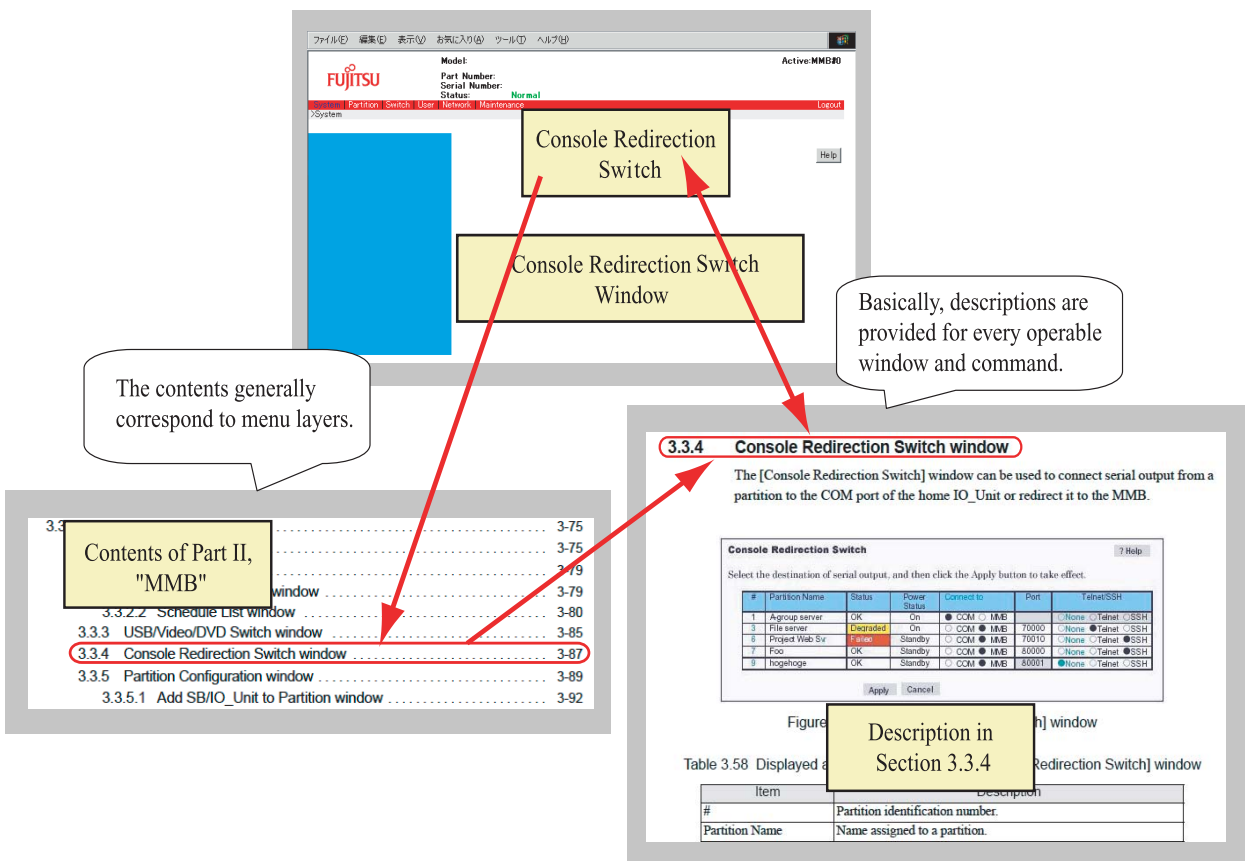 ファイル(F) 編集(E) 表示(V) お気に入り(A) ツール(T) ヘルプ(H)
FUJITSU
Model:
Active:MMB#0
Part Number:
Serial Number:
Status: Normal
System | Partition | Switch | User | Network | Maintenance
Logout
>System
Help
Console Redirection
Switch
Console Redirection Switch
Window
Basically, descriptions are
provided for every operable
window and command.
The contents generally
correspond to menu layers.
Contents of Part II,
"MMB"
3.3
3-75
3-75
3-79
window 3-79
3.3.2.2 Schedule List window 3-80
3.3.3 USB/Video/DVD Switch window 3-85
3.3.4 Console Redirection Switch window 3-87
3.3.5 Partition Configuration window 3-89
3.3.5.1 Add SB/IO_Unit to Partition window 3-92
3.3.4 Console Redirection Switch window
The [Console Redirection Switch] window can be used to connect serial output from a
partition to the COM port of the home IO_Unit or redirect it to the MMB.
Console Redirection Switch
? Help
Select the destination of serial output, and then click the Apply button to take effect.
# Partition Name Status Power Status Connect to Port Telnet/SSH
1 A-group server OK On COM MMB None Telnet SSH
3 File server Degraded On COM MMB 70000 None Telnet SSH
6 Project Web Svr Failed Standby COM MMB 70010 None Telnet SSH
7 Foo OK Standby COM MMB 80000 None Telnet SSH
9 hogehoge OK Standby COM MMB 80001 None Telnet SSH
Apply Cancel
Figure
window
Description in
Section 3.3.4
Table 3.58 Displayed
Redirection Switch] window
Item Description
# Partition identification number.
Partition Name Name assigned to a partition.